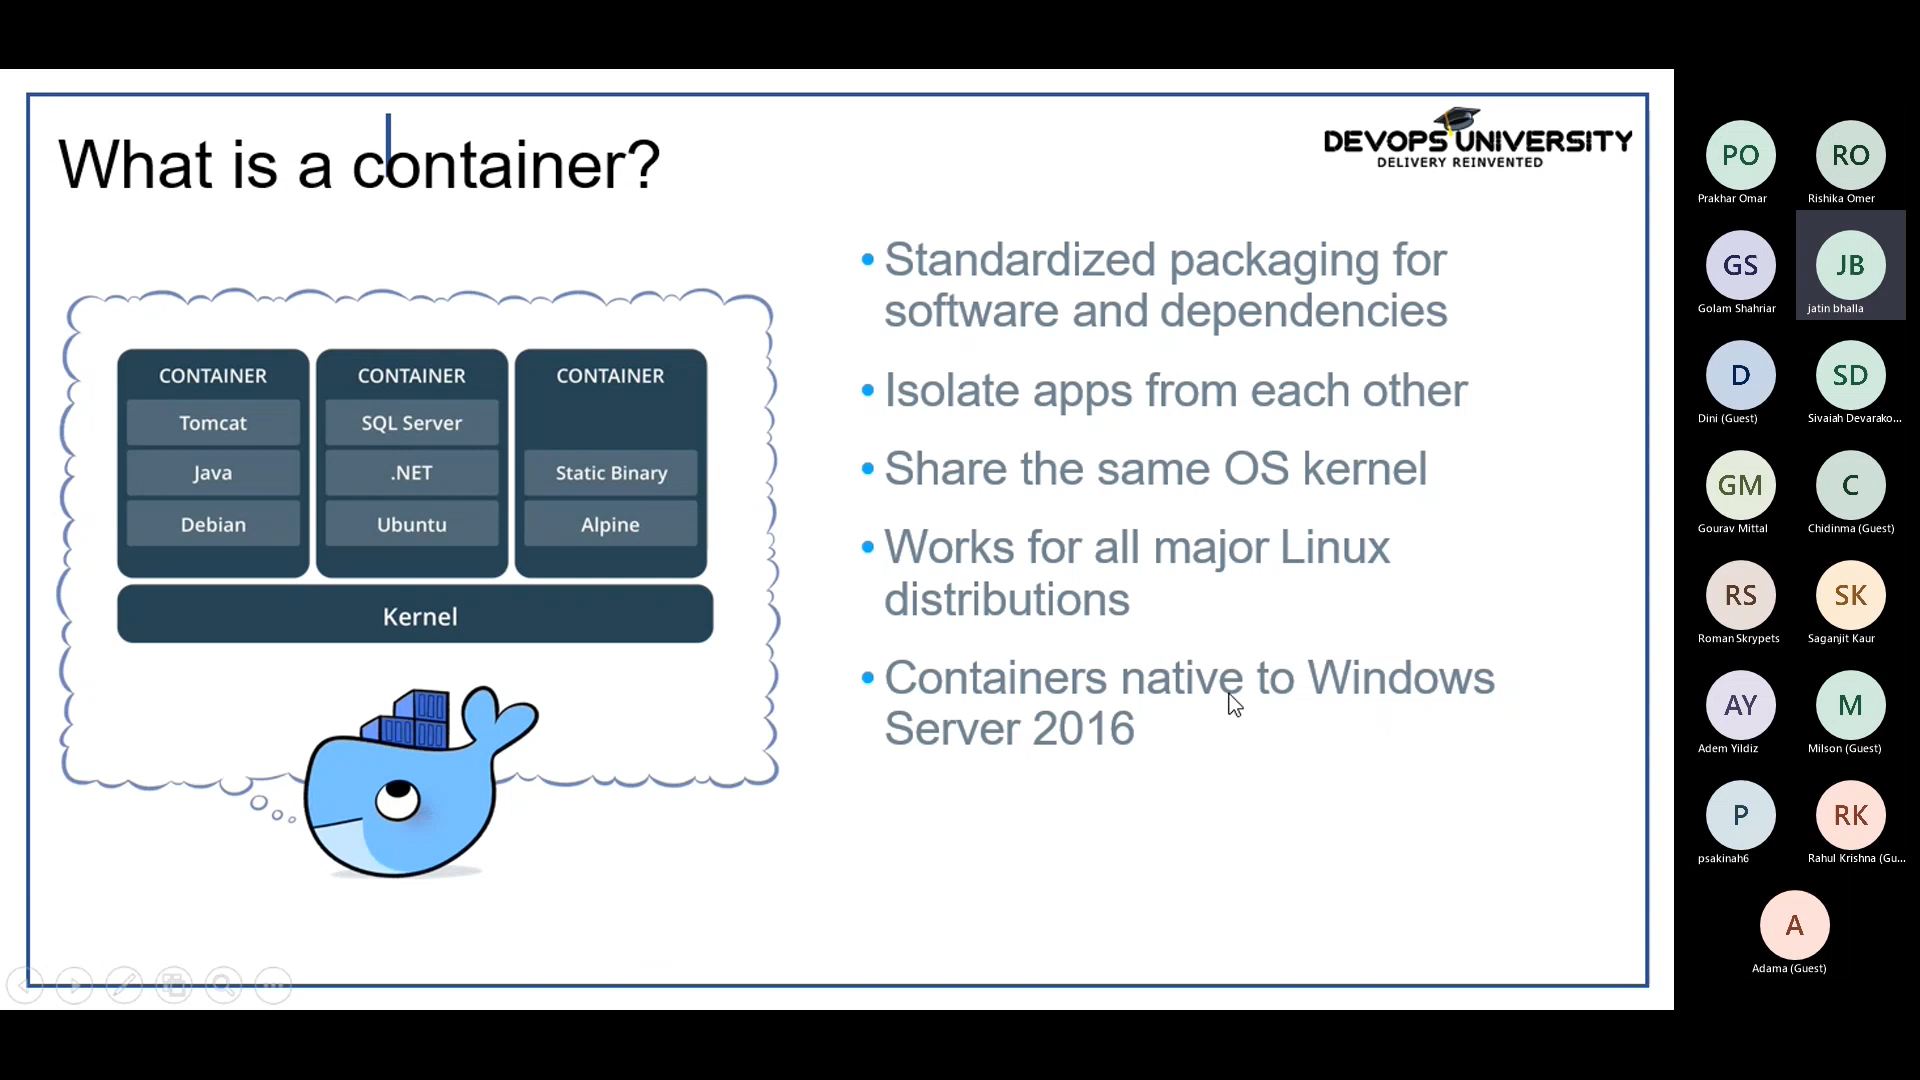 What is a container?
DEVOPS UNIVERSITY
DELIVERY REINVENTED
CONTAINER
Tomcat
Java
Debian
CONTAINER
SQL Server
.NET
Ubuntu
CONTAINER
Static Binary
Alpine
Kernel
• Standardized packaging for
software and dependencies
• Isolate apps from each other
• Share the same OS kernel
• Works for all major Linux
distributions
• Containers native to Windows
Server 2016
PO
Prakhar Omar
RO
Rishika Omer
GS
Golam Shahriar
JB
jatin bhalla
D
Dini (Guest)
SD
Sivaiah Devarako...
GM
Gourav Mittal
C
Chidinma (Guest)
RS
Roman Skrypets
SK
Saganjit Kaur
AY
Adem Yildiz
M
Milson (Guest)
P
psakinah6
RK
Rahul Krishna (Gu...
A
Adama (Guest)